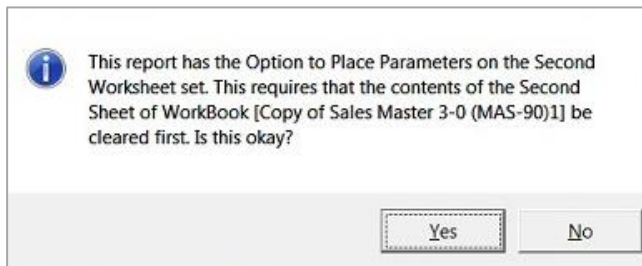 This report has the Option to Place Parameters on the Second
Worksheet set. This requires that the contents of the Second
Sheet of WorkBook [Copy of Sales Master 3-0 (MAS-90)1] be
cleared first. Is this okay?
Yes
No